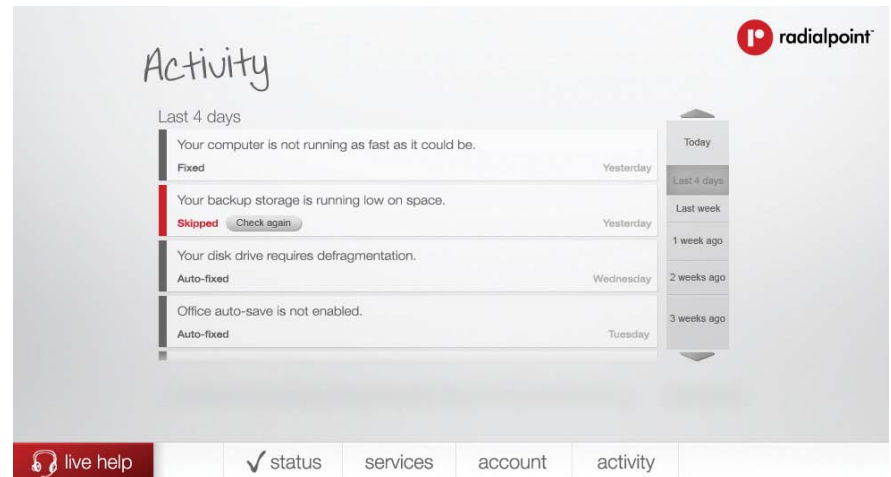 radialpoint™
Activity
Last 4 days
Your computer is not running as fast as it could be.
Fixed
Yesterday
Your backup storage is running low on space.
Skipped
Check again
Yesterday
Your disk drive requires defragmentation.
Auto-fixed
Wednesday
Office auto-save is not enabled.
Auto-fixed
Tuesday
Today
Last 4 days
Last week
1 week ago
2 weeks ago
3 weeks ago
live help
status
services
account
activity